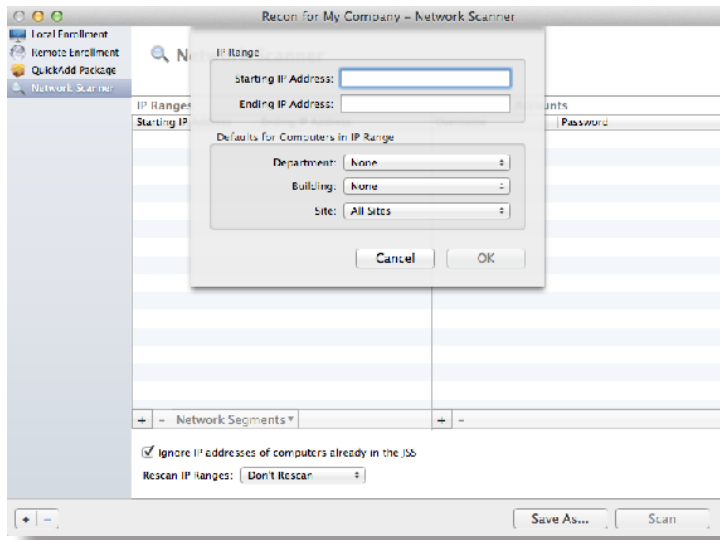 Recon for My Company – Network Scanner
Local Enrollment
Remote Enrollment
QuickAdd Package
Network Scanner
IP Range
Starting IP Address:
Ending IP Address:
Defaults for Computers in IP Range
Department: None
Building: None
Site: All Sites
Cancel OK
IP Ranges
Starting IP
Password
+ - Network Segments
+ -
Ignore IP addresses of computers already in the JSS
Rescan IP Ranges: Don't Rescan
+ -
Save As... Scan